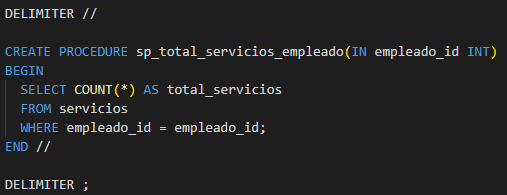 DELIMITER //
CREATE PROCEDURE sp_total_servicios_empleado(IN empleado_id INT)
BEGIN
SELECT COUNT(*) AS total_servicios
FROM servicios
WHERE empleado_id = empleado_id;
END //
DELIMITER ;